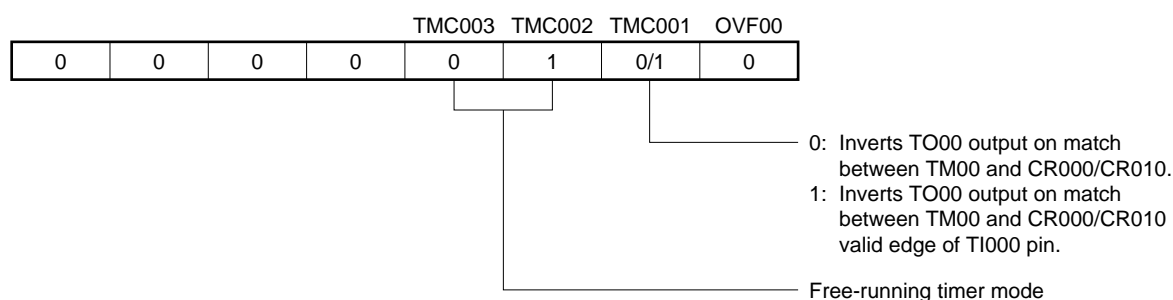 TMC003 TMC002 TMC001 OVF00
0 0 0 0 0 1 0/1 0
0: Inverts TO00 output on match
between TM00 and CR000/CR010.
1: Inverts TO00 output on match
between TM00 and CR000/CR010
valid edge of TI000 pin.
Free-running timer mode